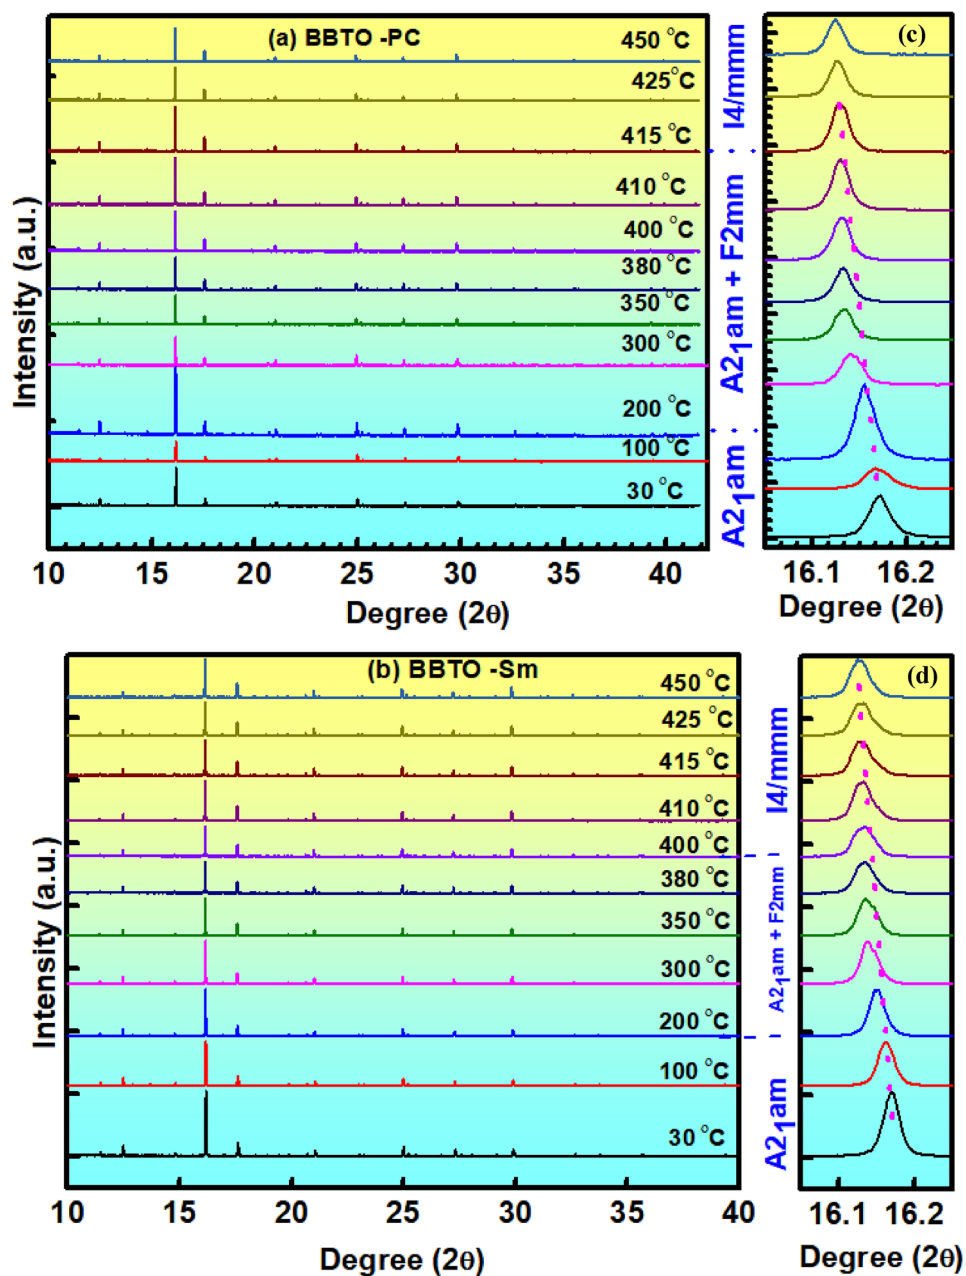 (a) BBTO -PC
450 °C
425°C
415 °C
410 °C
400 °C
380 °C
350 °C
300 °C
200 °C
100 °C
30 °C
Intensity (a.u.)
10 15 20 25 30 35 40
Degree (2θ)
I4/mmm
A2₁am + F2mm
A2₁am
(c)
16.1 16.2
Degree (2θ)
(b) BBTO -Sm
450 °C
425 °C
415 °C
410 °C
400 °C
380 °C
350 °C
300 °C
200 °C
100 °C
30 °C
Intensity (a.u.)
10 15 20 25 30 35 40
Degree (2θ)
I4/mmm
A2₁am + F2mm
A2₁am
(d)
16.1 16.2
Degree (2θ)